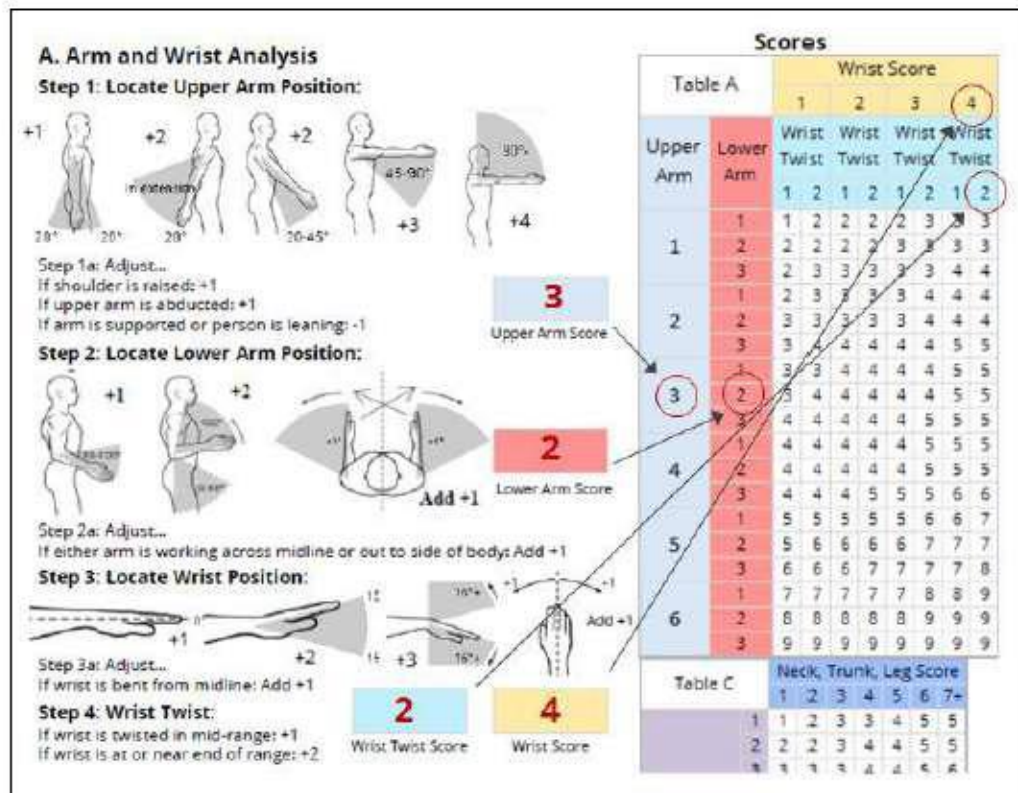 A. Arm and Wrist Analysis
Step 1: Locate Upper Arm Position:
+1
+2
+2
in extension
45-90°
90°+
+3
+4
20°
20°
20°
20-45°
Step 1a: Adjust...
If shoulder is raised: +1
If upper arm is abducted: +1
If arm is supported or person is leaning: -1
3
Upper Arm Score
Step 2: Locate Lower Arm Position:
+1
+2
+1
+1
Add +1
2
Lower Arm Score
Step 2a: Adjust...
If either arm is working across midline or out to side of body: Add +1
Step 3: Locate Wrist Position:
+1
+2
+3
+1
+1
Add +1
Step 3a: Adjust...
If wrist is bent from midline: Add +1
Step 4: Wrist Twist:
If wrist is twisted in mid-range: +1
If wrist is at or near end of range: +2
2
Wrist Twist Score
4
Wrist Score
Scores
Table A Wrist Score
1 2 3 4
Upper Arm Lower Arm Wrist Twist Wrist Twist Wrist Twist Wrist Twist
1 2 1 2 1 2 1 2
1 1 1 2 2 2 2 3 3 3
2 2 2 2 2 3 3 3 3
3 2 3 3 3 3 3 4 4
2 1 2 3 3 3 3 4 4 4
2 3 3 3 3 3 4 4 4
3 3 4 4 4 4 4 5 5
3 1 3 3 4 4 4 4 5 5
2 3 4 4 4 4 4 5 5
3 4 4 4 4 4 5 5 5
4 1 4 4 4 4 4 5 5 5
2 4 4 4 4 4 5 5 5
3 4 4 4 5 5 5 6 6
5 1 5 5 5 5 5 6 6 7
2 5 6 6 6 6 7 7 7
3 6 6 6 7 7 7 7 8
6 1 7 7 7 7 7 8 8 9
2 8 8 8 8 8 9 9 9
3 9 9 9 9 9 9 9 9
Table C Neck, Trunk, Leg Score
1 2 3 4 5 6 7+
1 1 2 3 3 4 5 5
2 2 2 3 4 4 5 5
3 3 3 3 4 4 5 6